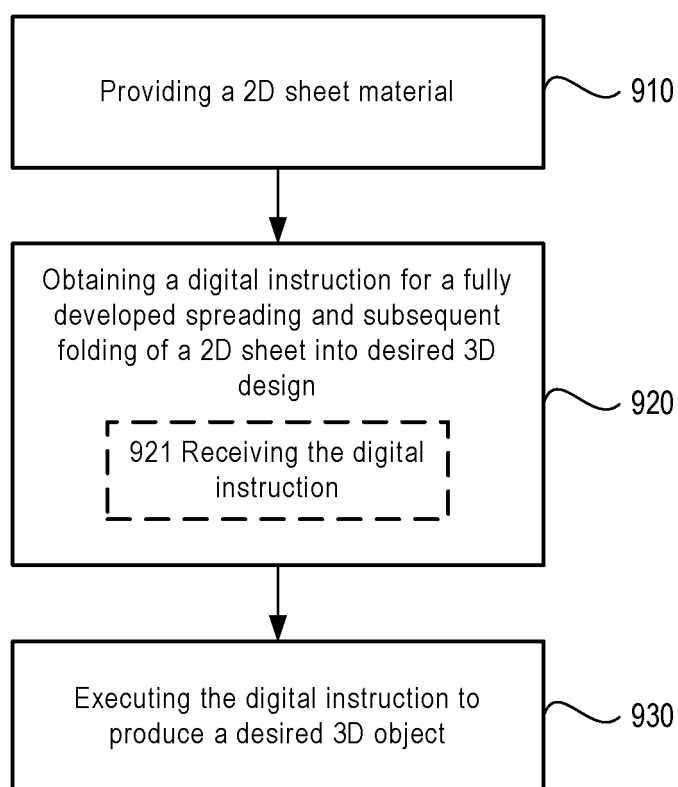 Providing a 2D sheet material
910
Obtaining a digital instruction for a fully
developed spreading and subsequent
folding of a 2D sheet into desired 3D
design
921 Receiving the digital
instruction
920
Executing the digital instruction to
produce a desired 3D object
930